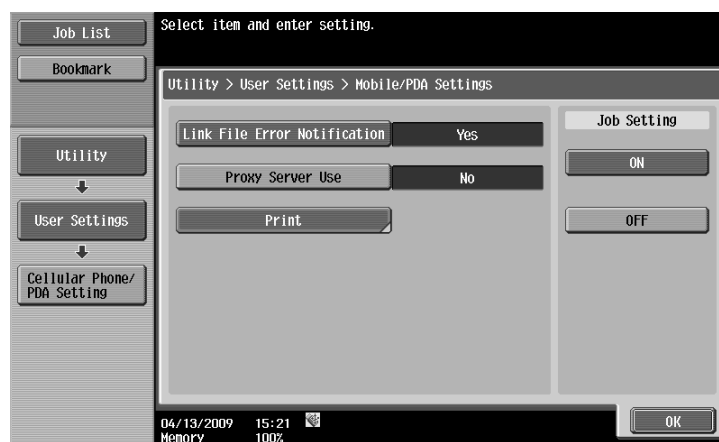 Job List
Bookmark
Utility
User Settings
Cellular Phone/
PDA Setting
Select item and enter setting.
Utility > User Settings > Mobile/PDA Settings
Link File Error Notification Yes
Proxy Server Use No
Print
Job Setting
ON
OFF
04/13/2009 15:21
Memory 100%
OK